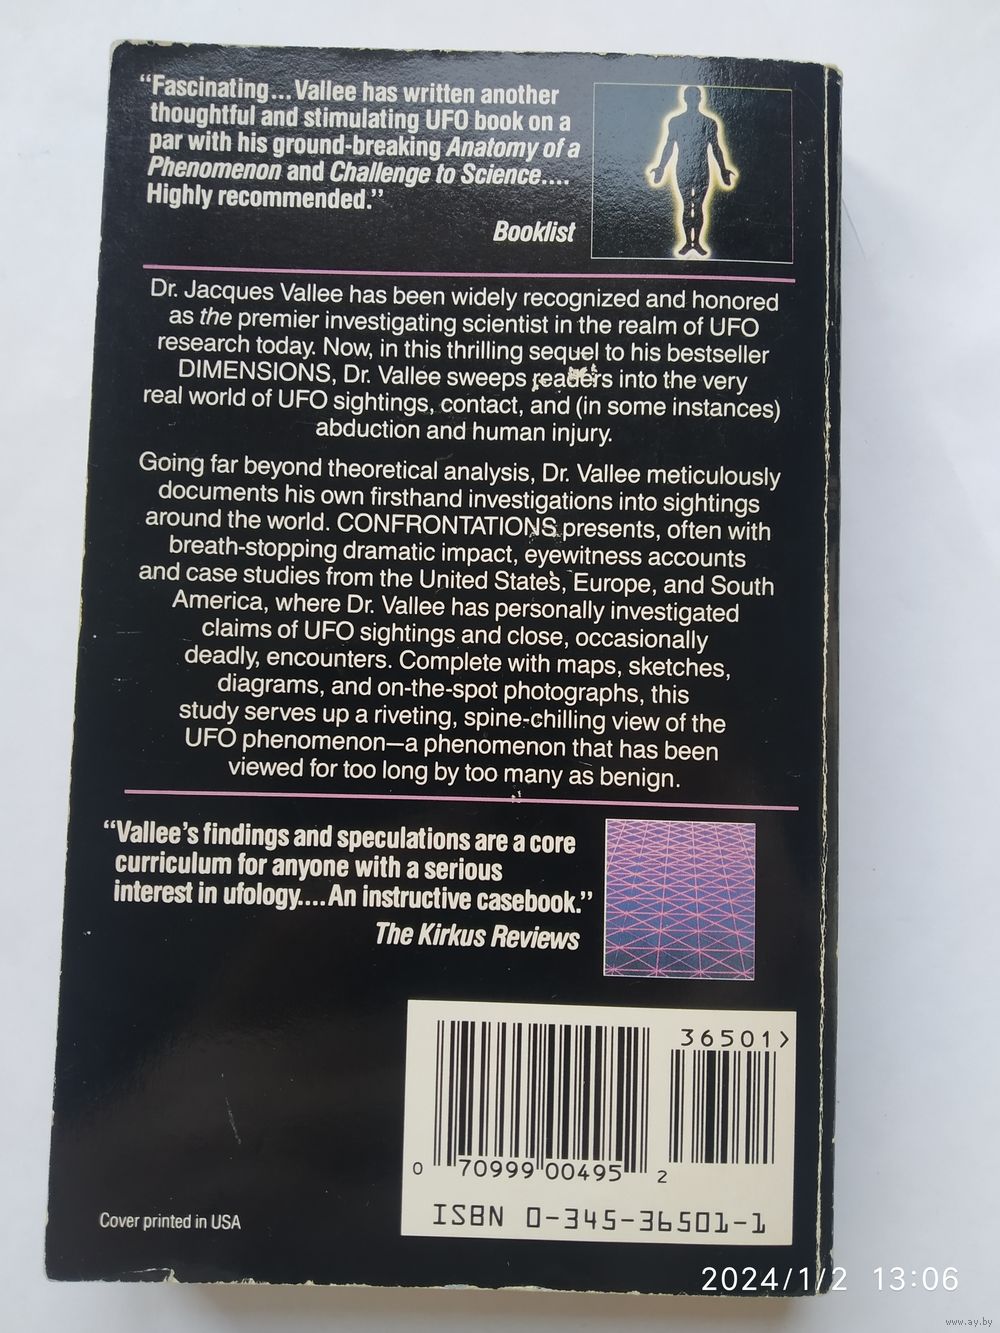 “Fascinating...Vallee has written another
thoughtful and stimulating UFO book on a
par with his ground-breaking Anatomy of a
Phenomenon and Challenge to Science....
Highly recommended.”
Booklist
Dr. Jacques Vallee has been widely recognized and honored
as the premier investigating scientist in the realm of UFO
research today. Now, in this thrilling sequel to his bestseller
DIMENSIONS, Dr. Vallee sweeps readers into the very
real world of UFO sightings, contact, and (in some instances)
abduction and human injury.
Going far beyond theoretical analysis, Dr. Vallee meticulously
documents his own firsthand investigations into sightings
around the world. CONFRONTATIONS presents, often with
breath-stopping dramatic impact, eyewitness accounts
and case studies from the United States, Europe, and South
America, where Dr. Vallee has personally investigated
claims of UFO sightings and close, occasionally
deadly, encounters. Complete with maps, sketches,
diagrams, and on-the-spot photographs, this
study serves up a riveting, spine-chilling view of the
UFO phenomenon—a phenomenon that has been
viewed for too long by too many as benign.
“Vallee’s findings and speculations are a core
curriculum for anyone with a serious
interest in ufology....An instructive casebook.”
The Kirkus Reviews
36501>
0 70999 00495 2
ISBN 0-345-36501-1
Cover printed in USA
2024/1/2 13:06
www.ay.by